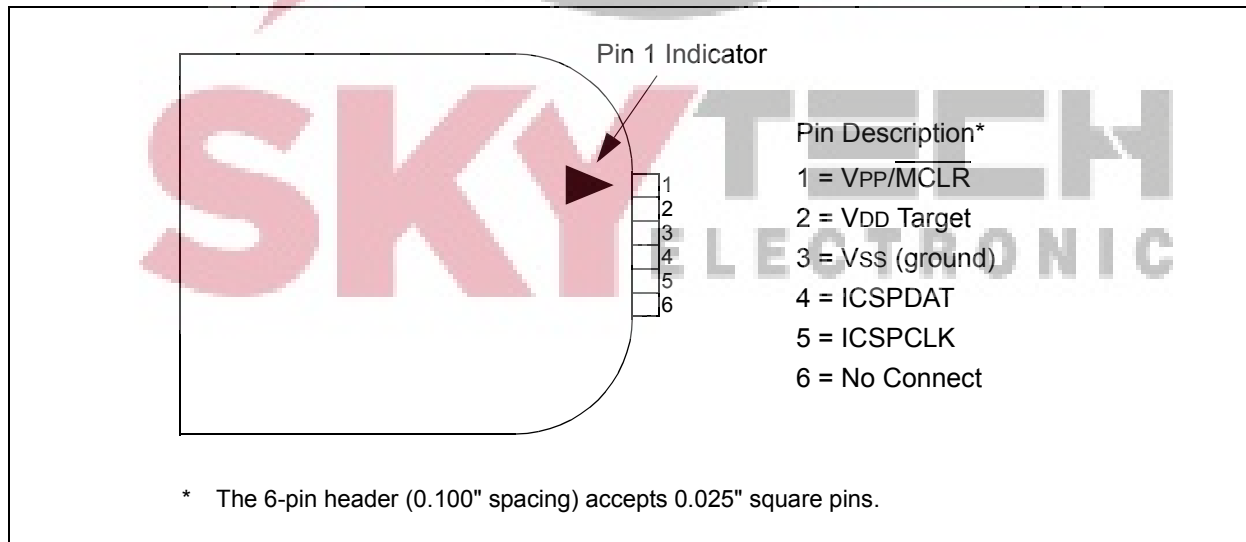 Pin 1 Indicator
SKYTECH
ELECTRONIC
Pin Description*
1 = VPP/MCLR
2 = VDD Target
3 = VSS (ground)
4 = ICSPDAT
5 = ICSPCLK
6 = No Connect
1
2
3
4
5
6
* The 6-pin header (0.100" spacing) accepts 0.025" square pins.